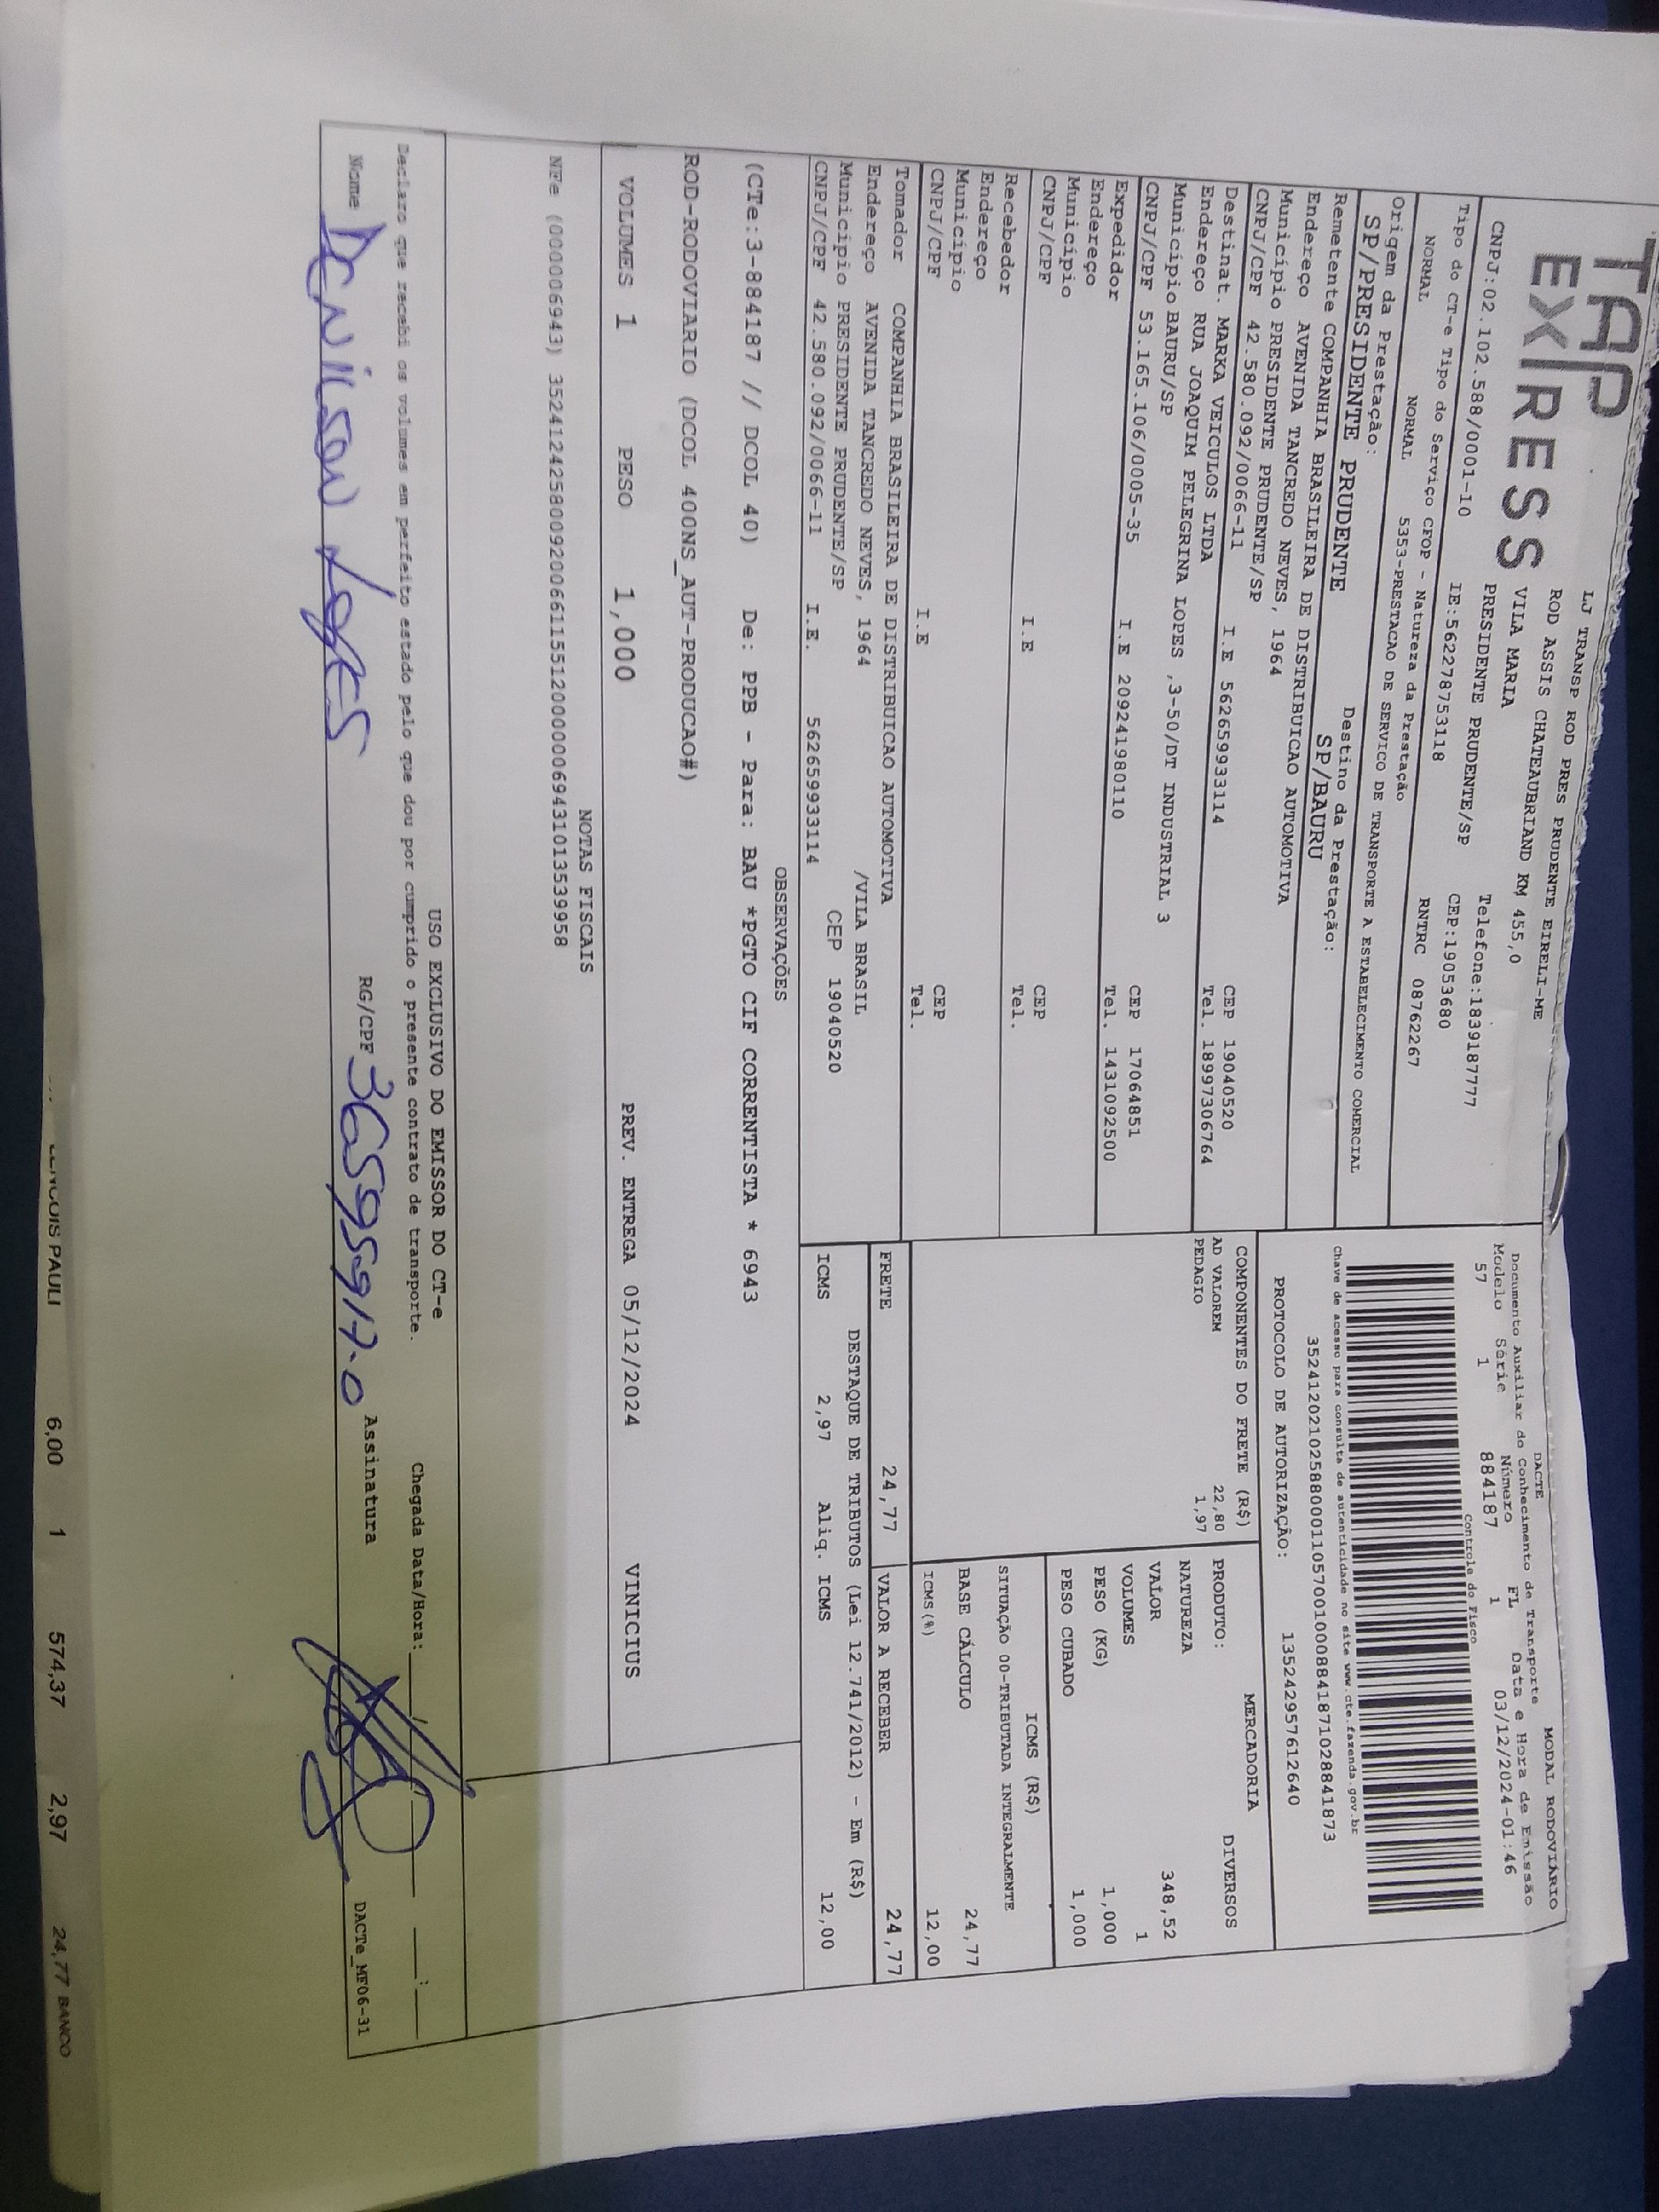 TAP
EXPRESS
LJ TRANSP ROD PRES PRUDENTE EIRELI-ME
ROD ASSIS CHATEAUBRIAND KM 455,0
VILA MARIA
PRESIDENTE PRUDENTE/SP Telefone:1839187777
CNPJ:02.102.588/0001-10 IE:562278753118 CEP:19053680
Tipo do CT-e Tipo do Serviço CFOP - Natureza da Prestação RNTRC 08762267
NORMAL NORMAL 5353-PRESTACAO DE SERVICO DE TRANSPORTE A ESTABELECIMENTO COMERCIAL
Origem da Prestação: Destino da Prestação:
SP/PRESIDENTE PRUDENTE SP/BAURU
Remetente COMPANHIA BRASILEIRA DE DISTRIBUICAO AUTOMOTIVA
Endereço AVENIDA TANCREDO NEVES, 1964
Município PRESIDENTE PRUDENTE/SP CEP 19040520
CNPJ/CPF 42.580.092/0066-11 I.E 562659933114 Tel. 18997306764
Destinat. MARKA VEICULOS LTDA
Endereço RUA JOAQUIM PELEGRINA LOPES ,3-50/DT INDUSTRIAL 3
Município BAURU/SP CEP 17064851
CNPJ/CPF 53.165.106/0005-35 I.E 209241980110 Tel. 1431092500
Expedidor
Endereço
Município CEP
CNPJ/CPF I.E Tel.
Recebedor
Endereço
Município CEP
CNPJ/CPF I.E Tel.
Tomador COMPANHIA BRASILEIRA DE DISTRIBUICAO AUTOMOTIVA
Endereço AVENIDA TANCREDO NEVES, 1964 /VILA BRASIL
Município PRESIDENTE PRUDENTE/SP CEP 19040520
CNPJ/CPF 42.580.092/0066-11 I.E. 562659933114
DACTE MODAL RODOVIÁRIO
Documento Auxiliar do Conhecimento de Transporte
Modelo Série Número FL Data e Hora de Emissão
57 1 884187 1 03/12/2024-01:46
Controle do Fisco
Chave de acesso para consulta de autenticidade no site www.cte.fazenda.gov.br
35241202102588000110570010008841871028841873
PROTOCOLO DE AUTORIZAÇÃO: 135242957612640
COMPONENTES DO FRETE (R$)
AD VALOREM 22,80
PEDAGIO 1,97
MERCADORIA
PRODUTO: DIVERSOS
NATUREZA
VALOR 348,52
VOLUMES 1
PESO (KG) 1,000
PESO CUBADO 1,000
ICMS (R$)
SITUAÇÃO 00-TRIBUTADA INTEGRALMENTE
BASE CÁLCULO 24,77
ICMS(%) 12,00
FRETE 24,77 VALOR A RECEBER 24,77
DESTAQUE DE TRIBUTOS (Lei 12.741/2012) - Em (R$)
ICMS 2,97 Aliq. ICMS 12,00
OBSERVAÇÕES
(CTe:3-884187 // DCOL 40) De: PPB - Para: BAU *PGTO CIF CORRENTISTA * 6943
ROD-RODOVIARIO (DCOL 400NS_AUT-PRODUCAO#)
VOLUMES 1 PESO 1,000 PREV. ENTREGA 05/12/2024 VINICIUS
NOTAS FISCAIS
NFe (000006943) 35241242580092006611551200000069431013539958
USO EXCLUSIVO DO EMISSOR DO CT-e
Declaro que recebi os volumes em perfeito estado pelo que dou por cumprido o presente contrato de transporte. Chegada Data/Hora: / :
Nome Denilson Lopes RG/CPF 36595917-0 Assinatura
DACTe_MF06-31
PAULI 6,00 1 574,37 2,97 24,77 BANCO